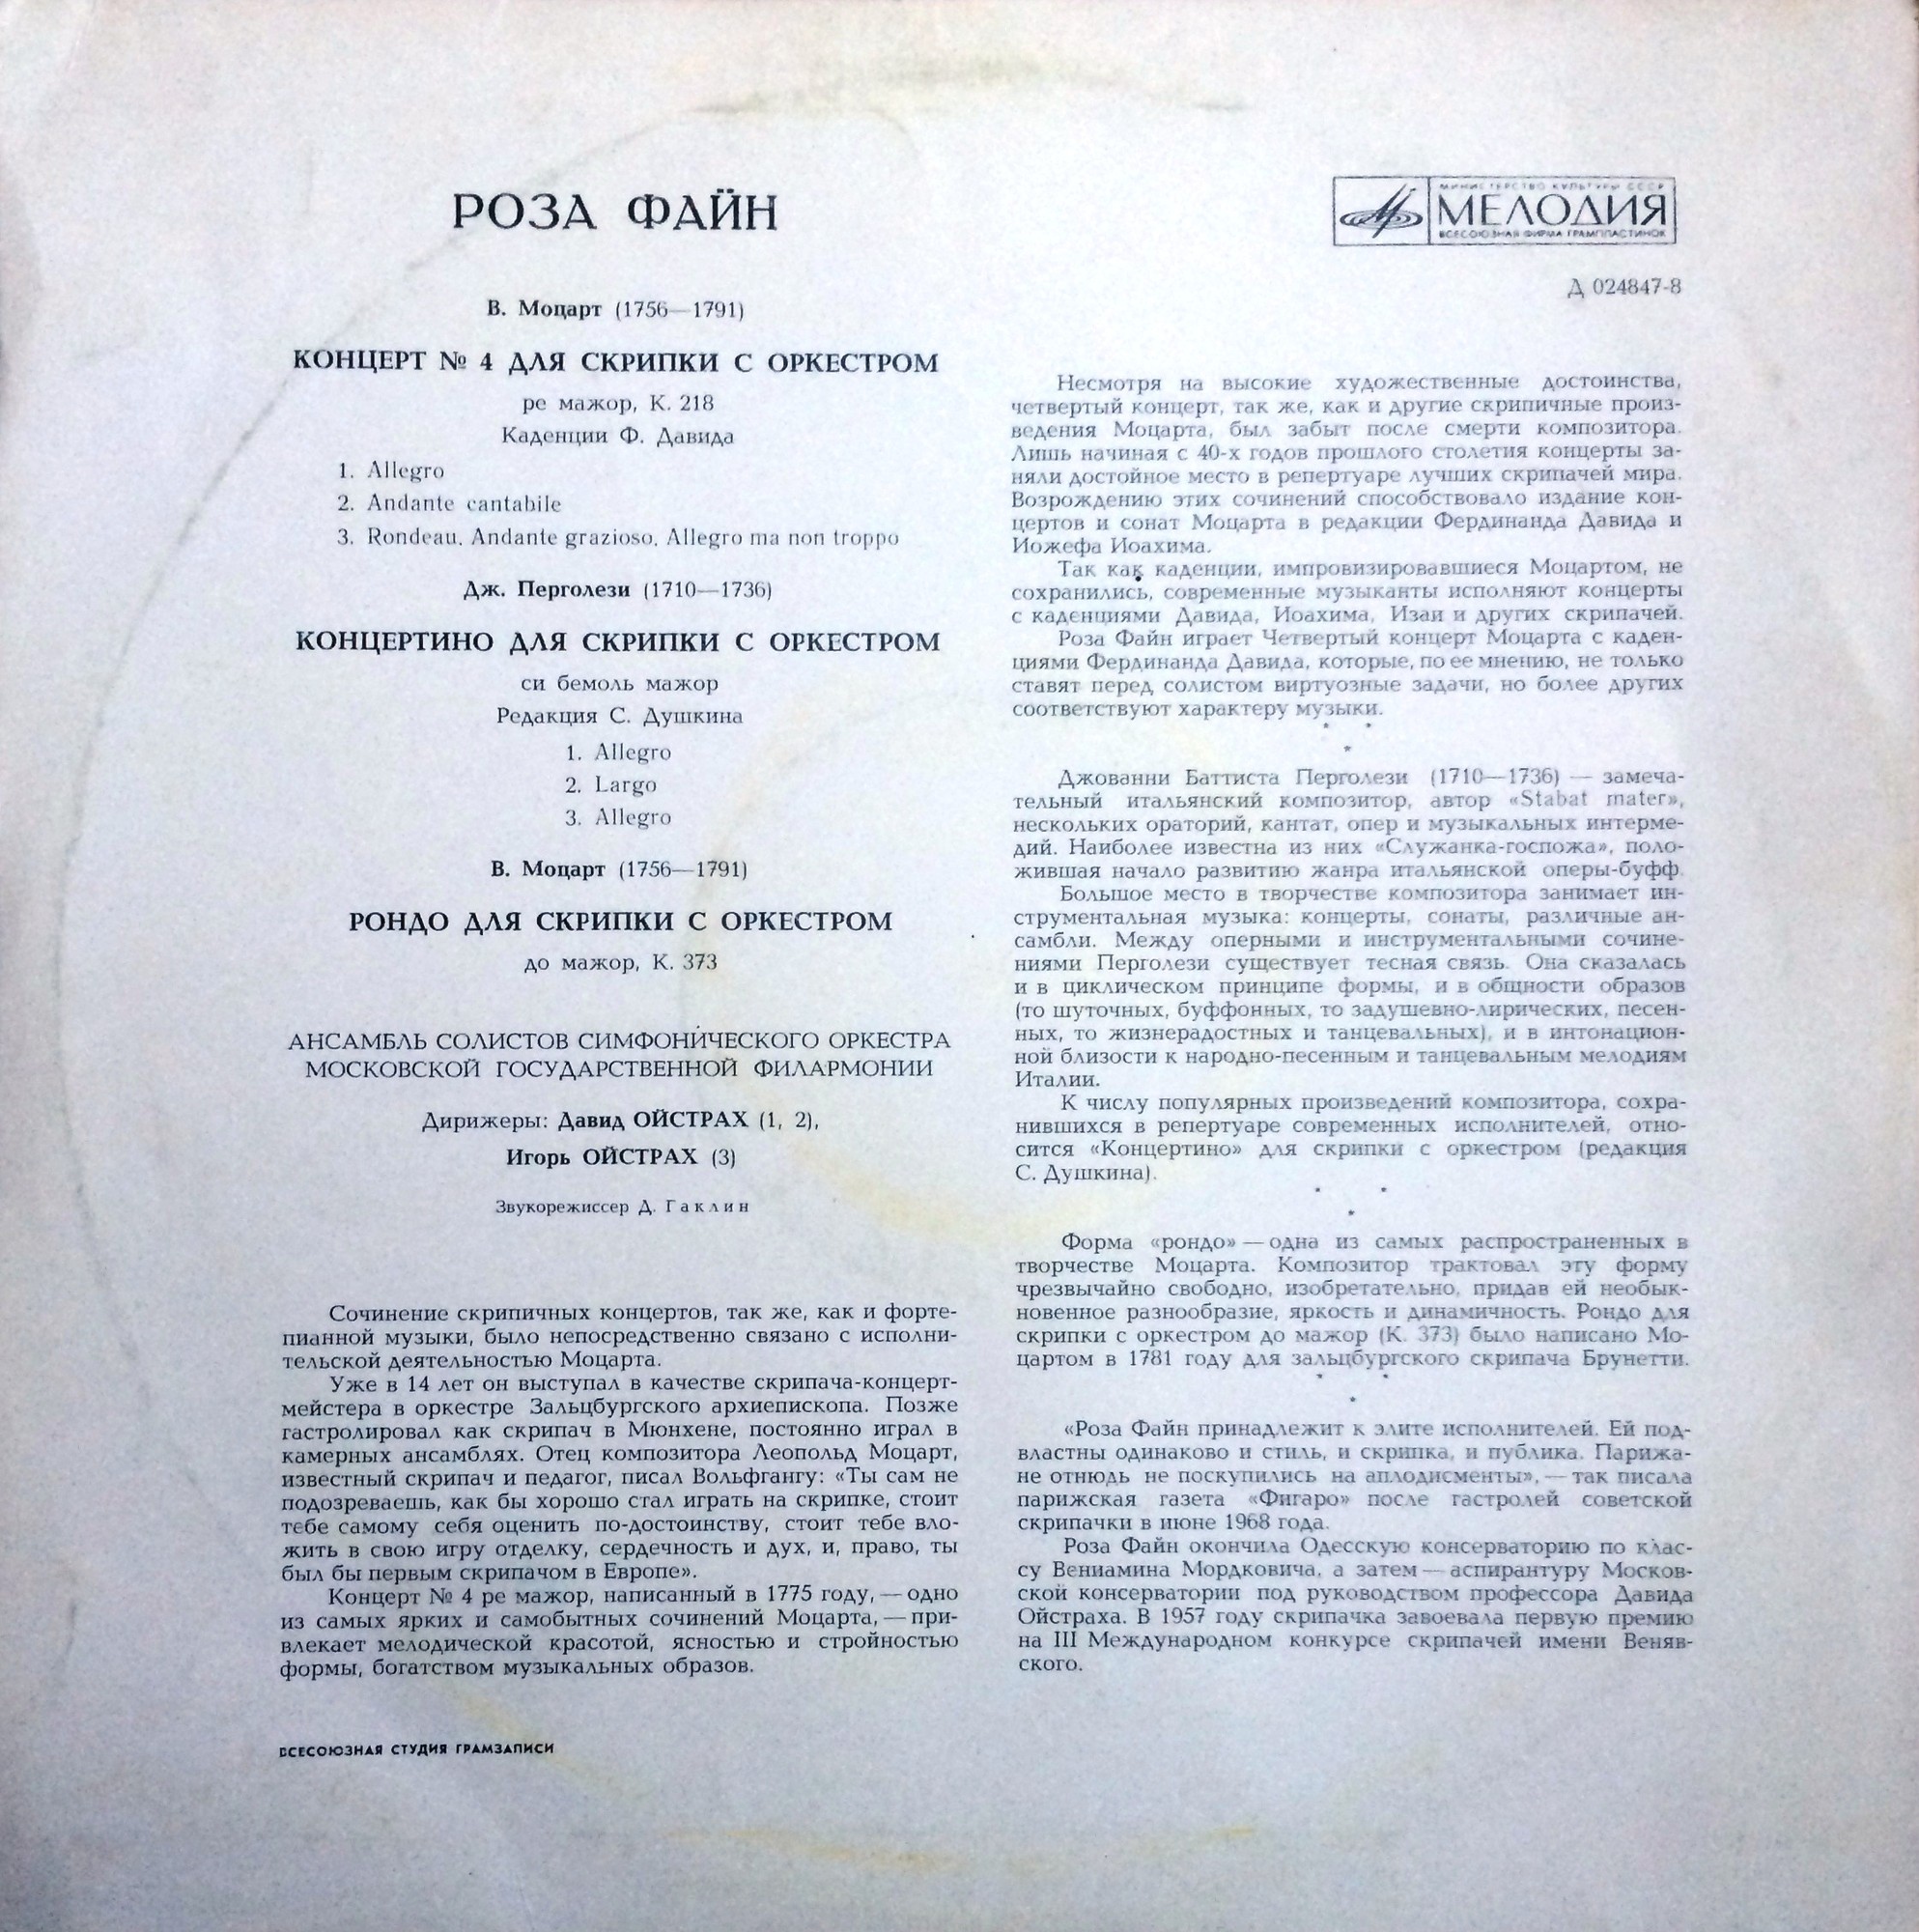 РОЗА ФАЙН
В. Моцарт (1756—1791)
КОНЦЕРТ № 4 ДЛЯ СКРИПКИ С ОРКЕСТРОМ
ре мажор, К. 218
Каденции Ф. Давида
1. Allegro
2. Andante cantabile
3. Rondeau. Andante grazioso. Allegro ma non troppo
Дж. Перголези (1710—1736)
КОНЦЕРТИНО ДЛЯ СКРИПКИ С ОРКЕСТРОМ
си бемоль мажор
Редакция С. Душкина
1. Allegro
2. Largo
3. Allegro
В. Моцарт (1756—1791)
РОНДО ДЛЯ СКРИПКИ С ОРКЕСТРОМ
до мажор, К. 373
АНСАМБЛЬ СОЛИСТОВ СИМФОНИЧЕСКОГО ОРКЕСТРА
МОСКОВСКОЙ ГОСУДАРСТВЕННОЙ ФИЛАРМОНИИ
Дирижеры: Давид ОЙСТРАХ (1, 2),
Игорь ОЙСТРАХ (3)
Звукорежиссер Д. Гаклин
Сочинение скрипичных концертов, так же, как и форте-
пианной музыки, было непосредственно связано с исполни-
тельской деятельностью Моцарта.
Уже в 14 лет он выступал в качестве скрипача-концерт-
мейстера в оркестре Зальцбургского архиепископа. Позже
гастролировал как скрипач в Мюнхене, постоянно играл в
камерных ансамблях. Отец композитора Леопольд Моцарт,
известный скрипач и педагог, писал Вольфгангу: «Ты сам не
подозреваешь, как бы хорошо стал играть на скрипке, стоит
тебе самому себя оценить по-достоинству, стоит тебе вло-
жить в свою игру отделку, сердечность и дух, и, право, ты
был бы первым скрипачом в Европе».
Концерт № 4 ре мажор, написанный в 1775 году, — одно
из самых ярких и самобытных сочинений Моцарта, — при-
влекает мелодической красотой, ясностью и стройностью
формы, богатством музыкальных образов.
ВСЕСОЮЗНАЯ СТУДИЯ ГРАМЗАПИСИ
МИНИСТЕРСТВО КУЛЬТУРЫ СССР
МЕЛОДИЯ
ВСЕСОЮЗНАЯ ФИРМА ГРАМПЛАСТИНОК
Д 024847-8
Несмотря на высокие художественные достоинства,
четвертый концерт, так же, как и другие скрипичные произ-
ведения Моцарта, был забыт после смерти композитора.
Лишь начиная с 40-х годов прошлого столетия концерты за-
няли достойное место в репертуаре лучших скрипачей мира.
Возрождению этих сочинений способствовало издание кон-
цертов и сонат Моцарта в редакции Фердинанда Давида и
Йожефа Иоахима.
Так как каденции, импровизировавшиеся Моцартом, не
сохранились, современные музыканты исполняют концерты
с каденциями Давида, Иоахима, Изаи и других скрипачей.
Роза Файн играет Четвертый концерт Моцарта с каден-
циями Фердинанда Давида, которые, по ее мнению, не только
ставят перед солистом виртуозные задачи, но более других
соответствуют характеру музыки.
* *
*
Джованни Баттиста Перголези (1710—1736) — замеча-
тельный итальянский композитор, автор «Stabat mater»,
нескольких ораторий, кантат, опер и музыкальных интерме-
дий. Наиболее известна из них «Служанка-госпожа», поло-
жившая начало развитию жанра итальянской оперы-буфф.
Большое место в творчестве композитора занимает ин-
струментальная музыка: концерты, сонаты, различные ан-
самбли. Между оперными и инструментальными сочине-
ниями Перголези существует тесная связь. Она сказалась
и в циклическом принципе формы, и в общности образов
(то шуточных, буффонных, то задушевно-лирических, песен-
ных, то жизнерадостных и танцевальных), и в интонацион-
ной близости к народно-песенным и танцевальным мелодиям
Италии.
К числу популярных произведений композитора, сохра-
нившихся в репертуаре современных исполнителей, отно-
сится «Концертино» для скрипки с оркестром (редакция
С. Душкина).
* *
*
Форма «рондо» — одна из самых распространенных в
творчестве Моцарта. Композитор трактовал эту форму
чрезвычайно свободно, изобретательно, придав ей необык-
новенное разнообразие, яркость и динамичность. Рондо для
скрипки с оркестром до мажор (К. 373) было написано Мо-
цартом в 1781 году для зальцбургского скрипача Брунетти.
* *
*
«Роза Файн принадлежит к элите исполнителей. Ей под-
властны одинаково и стиль, и скрипка, и публика. Парижа-
не отнюдь не поскупились на аплодисменты», — так писала
парижская газета «Фигаро» после гастролей советской
скрипачки в июне 1968 года.
Роза Файн окончила Одесскую консерваторию по клас-
су Вениамина Мордковича, а затем — аспирантуру Москов-
ской консерватории под руководством профессора Давида
Ойстраха. В 1957 году скрипачка завоевала первую премию
на III Международном конкурсе скрипачей имени Веняв-
ского.